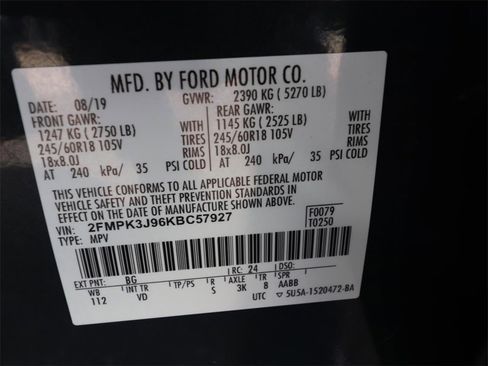 MFD. BY FORD MOTOR CO.
DATE: 08/19 GVWR: 2390 KG ( 5270 LB)
FRONT GAWR: REAR GAWR:
1247 KG ( 2750 LB) WITH 1145 KG ( 2525 LB) WITH
245/60R18 105V TIRES 245/60R18 105V TIRES
18x8.0J RIMS 18x8.0J RIMS
AT 240 kPa/ 35 PSI COLD AT 240 kPa/ 35 PSI COLD
THIS VEHICLE CONFORMS TO ALL APPLICABLE FEDERAL MOTOR
VEHICLE SAFETY AND THEFT PREVENTION STANDARDS IN
EFFECT ON THE DATE OF MANUFACTURE SHOWN ABOVE.
VIN: 2FMPK3J96KBC57927 F0079
TYPE: MPV T0250
EXT PNT: BG RC: 24 DSO:
WB INT TR TP/PS R AXLE TR SPR
112 VD S 3K 8 AABB
UTC ▽ 5U5A-1520472-BA